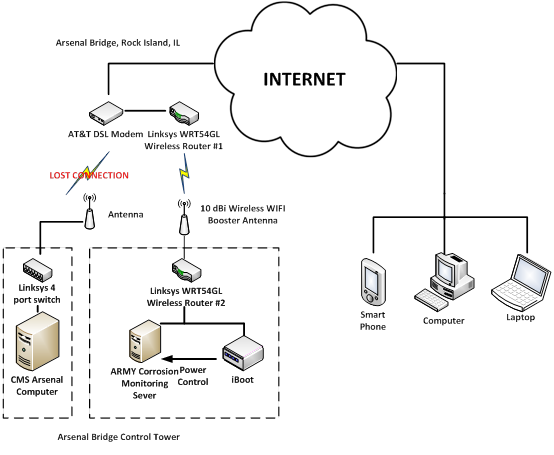 Arsenal Bridge, Rock Island, IL
INTERNET
AT&T DSL Modem
Linksys WRT54GL
Wireless Router #1
LOST CONNECTION
Antenna
10 dBi Wireless WIFI
Booster Antenna
Linksys 4
port switch
CMS Arsenal
Computer
Linksys WRT54GL
Wireless Router #2
ARMY Corrosion
Monitoring
Sever
Power
Control
iBoot
Smart
Phone
Computer
Laptop
Arsenal Bridge Control Tower